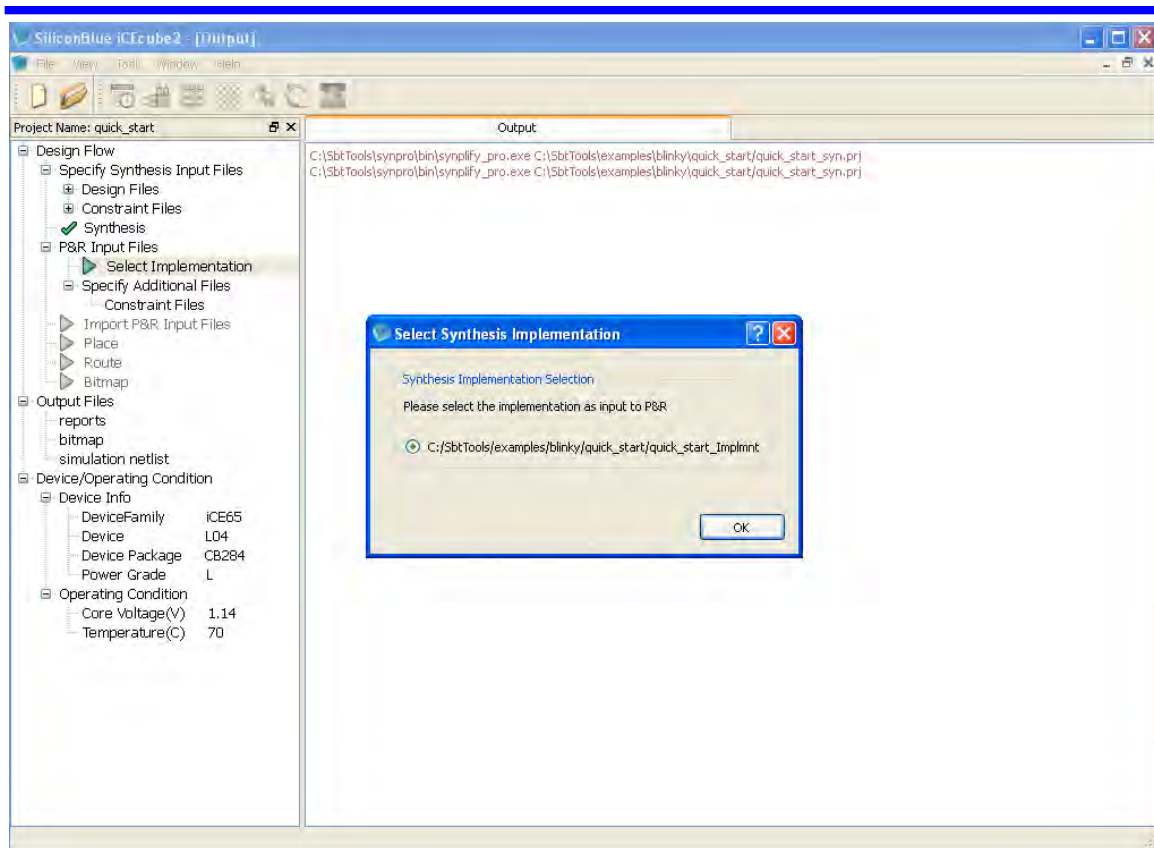 SiliconBlue iCEcube2 - [Output]
File View Tool Window Help
Project Name: quick_start
Output
Design Flow
Specify Synthesis Input Files
Design Files
Constraint Files
Synthesis
P&R Input Files
Select Implementation
Specify Additional Files
Constraint Files
Import P&R Input Files
Place
Route
Bitmap
Output Files
reports
bitmap
simulation netlist
Device/Operating Condition
Device Info
DeviceFamily iCE65
Device L04
Device Package CB284
Power Grade L
Operating Condition
Core Voltage(V) 1.14
Temperature(C) 70
C:\SbtTools\synpro\bin\synplify_pro.exe C:\SbtTools\examples\blinky\quick_start/quick_start_syn.prj
C:\SbtTools\synpro\bin\synplify_pro.exe C:\SbtTools\examples\blinky\quick_start/quick_start_syn.prj
Select Synthesis Implementation
Synthesis Implementation Selection
Please select the implementation as input to P&R
C:/SbtTools/examples/blinky/quick_start/quick_start_Implmnt
OK